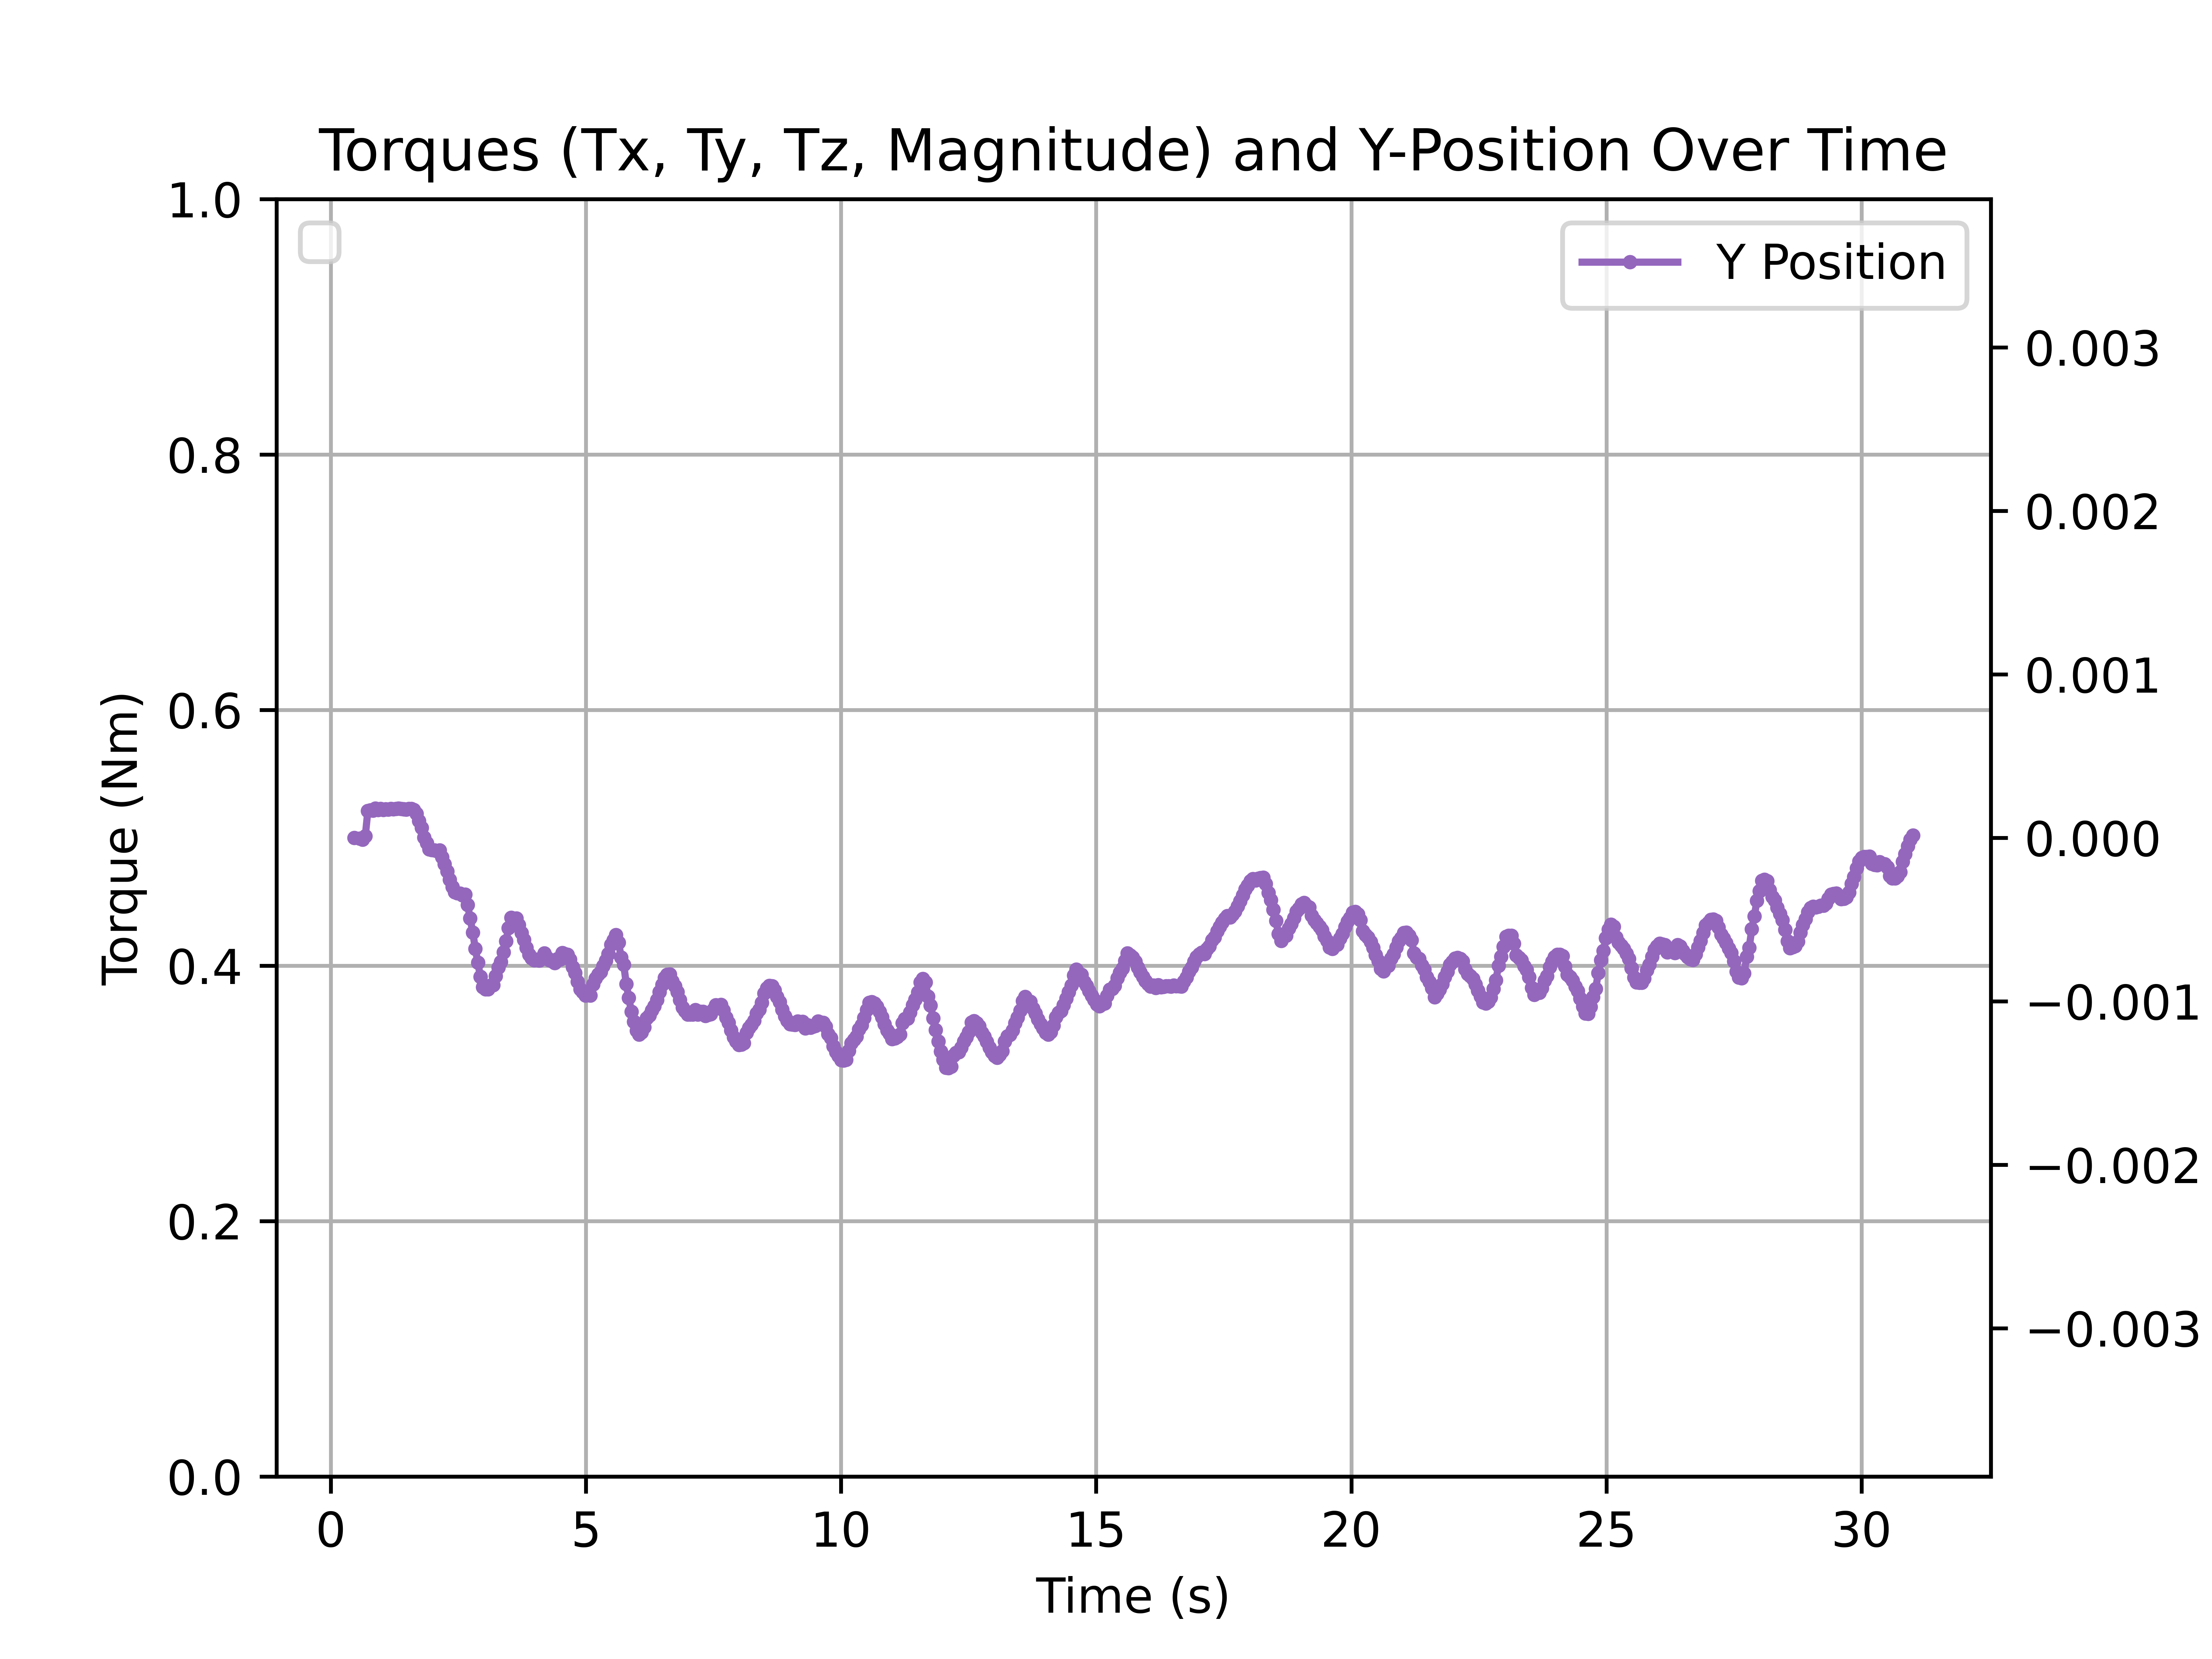 Torques (Tx, Ty, Tz, Magnitude) and Y-Position Over Time
Y Position
Torque (Nm)
1.0
0.8
0.6
0.4
0.2
0.0
0.003
0.002
0.001
0.000
−0.001
−0.002
−0.003
0 5 10 15 20 25 30
Time (s)